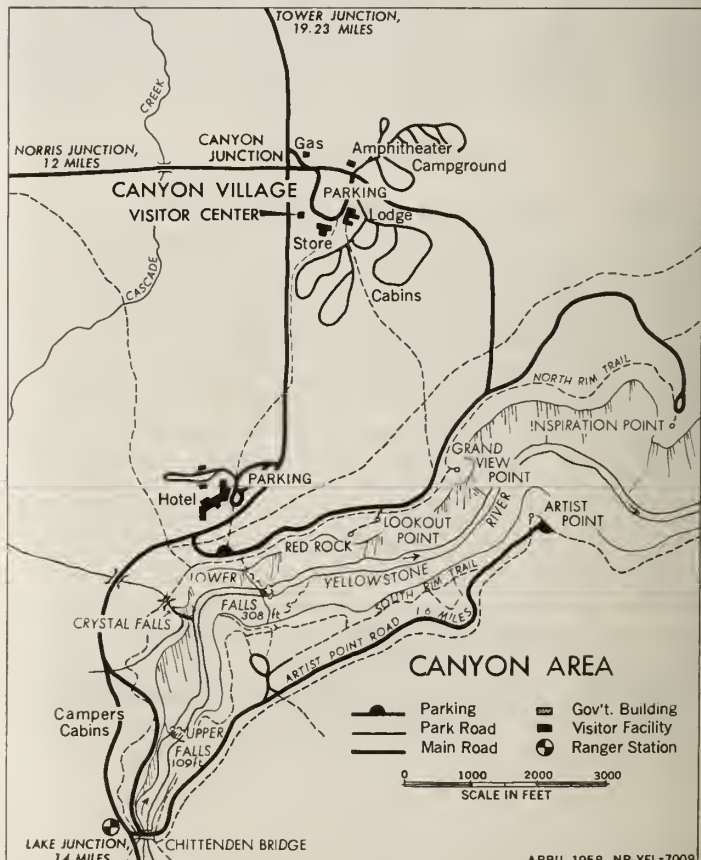 TOWER JUNCTION,
19.23 MILES
CREEK
CANYON
JUNCTION
Gas
Amphitheater
NORRIS JUNCTION,
12 MILES
Campground
CANYON VILLAGE
PARKING
VISITOR CENTER
Lodge
Store
CASCADE
Cabins
NORTH RIM TRAIL
INSPIRATION POINT
GRAND
VIEW
POINT
PARKING
Hotel
LOOKOUT
POINT
RIVER
ARTIST
POINT
RED ROCK
LOWER
FALLS
308 ft
YELLOWSTONE
SOUTH RIM TRAIL
CRYSTAL FALLS
ARTIST POINT ROAD 1.6 MILES
CANYON AREA
Parking
Park Road
Main Road
Gov't. Building
Visitor Facility
Ranger Station
Campers
Cabins
UPPER
FALLS
109 ft
0 1000 2000 3000
SCALE IN FEET
LAKE JUNCTION,
14 MILES
CHITTENDEN BRIDGE
APRIL 1958 NP-YEL-7009